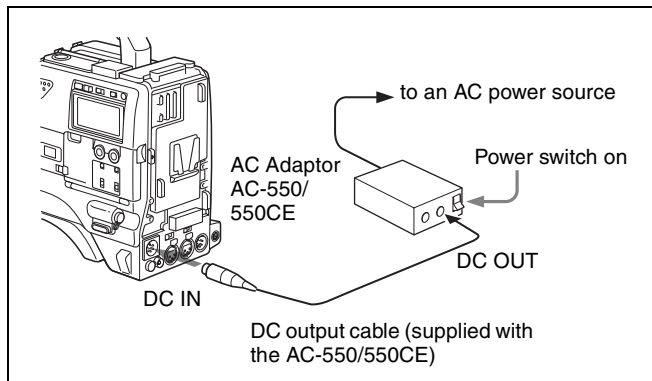 to an AC power source
AC Adaptor
AC-550/
550CE
Power switch on
DC OUT
DC IN
DC output cable (supplied with
the AC-550/550CE)